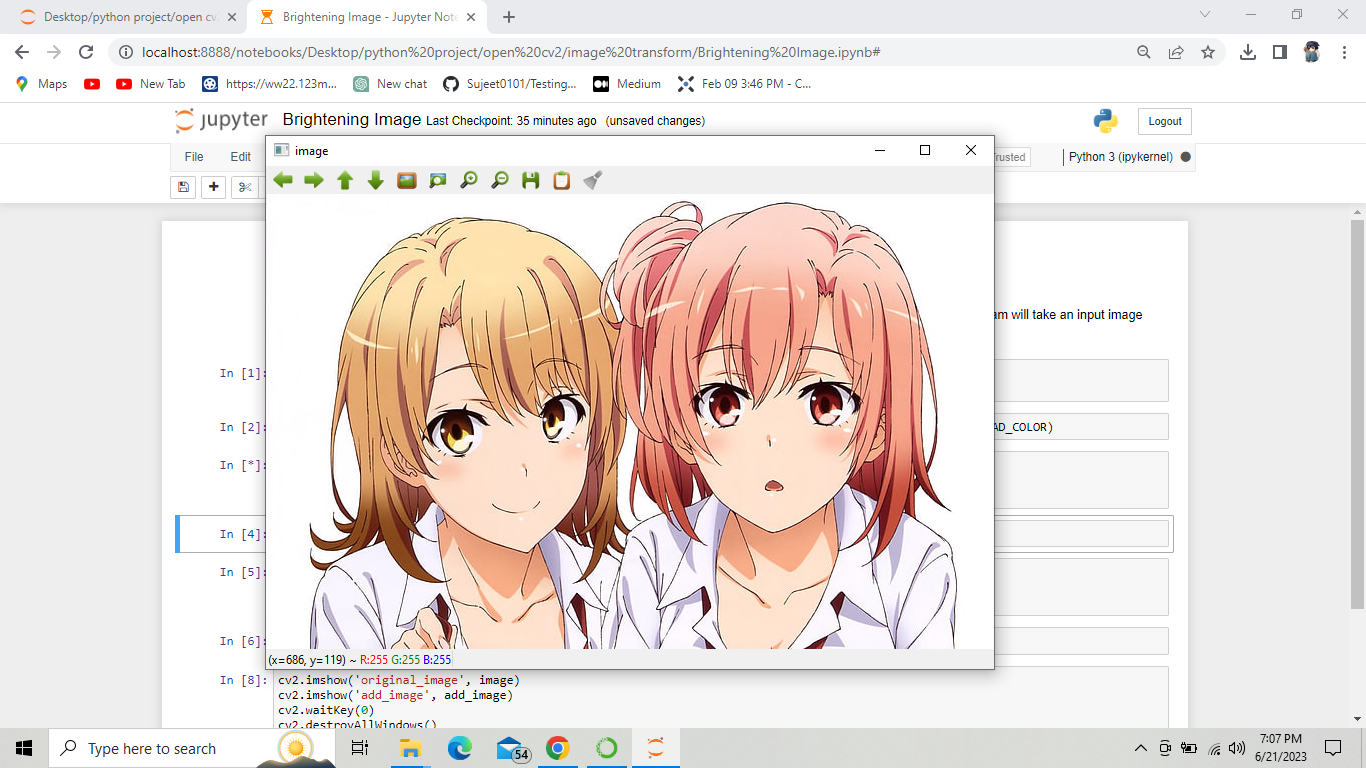 Desktop/python project/open cv
Brightening Image - Jupyter Note
localhost:8888/notebooks/Desktop/python%20project/open%20cv2/image%20transform/Brightening%20Image.ipynb#
Maps
New Tab
https://ww22.123m...
New chat
Sujeet0101/Testing...
Medium
Feb 09 3:46 PM - C...
jupyter Brightening Image Last Checkpoint: 35 minutes ago (unsaved changes)
Logout
File Edit
rusted
Python 3 (ipykernel)
image
am will take an input image
In [1]:
In [2]:
AD_COLOR)
In [*]:
In [4]:
In [5]:
In [6]:
(x=686, y=119) ~ R:255 G:255 B:255
In [8]:
cv2.imshow('original_image', image)
cv2.imshow('add_image', add_image)
cv2.waitKey(0)
cv2.destroyAllWindows()
Type here to search
54
7:07 PM
6/21/2023